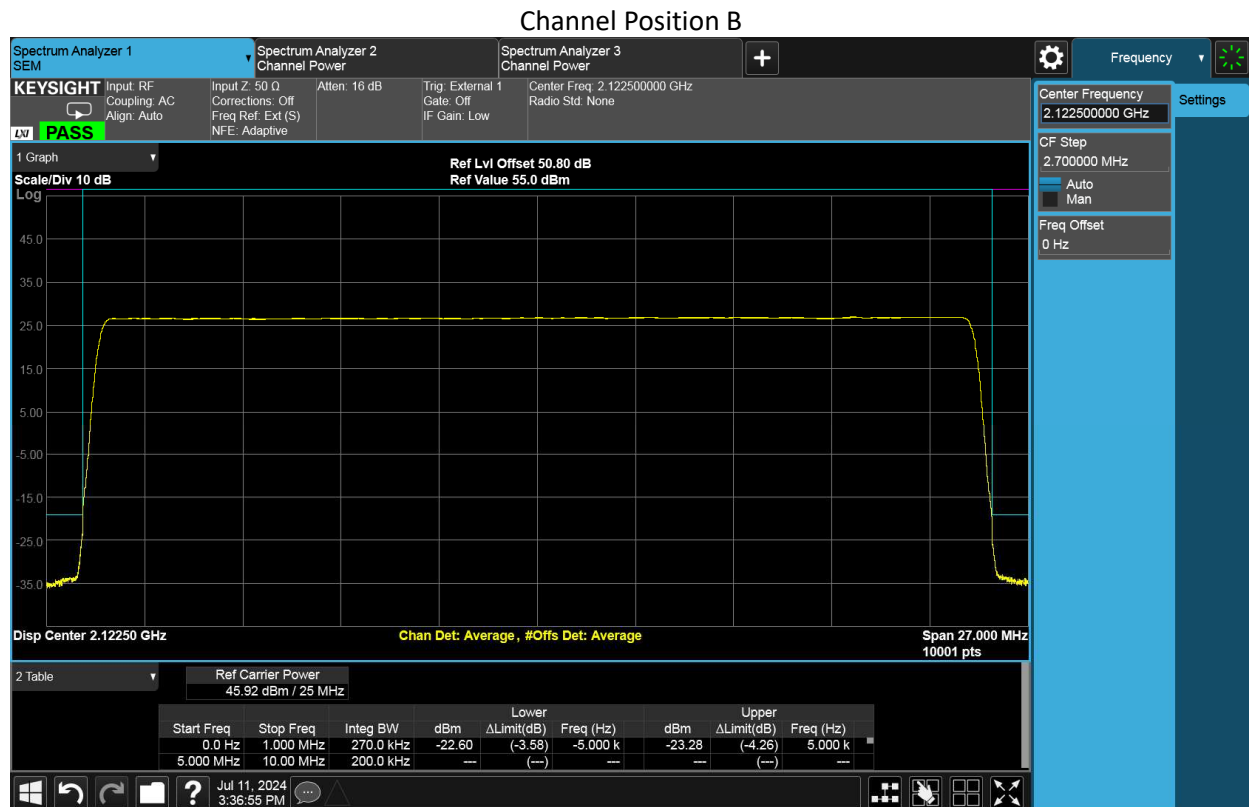 Channel Position B
Spectrum Analyzer 1
SEM
Spectrum Analyzer 2
Channel Power
Spectrum Analyzer 3
Channel Power
+
Frequency
KEYSIGHT
LXI
PASS
Input: RF
Coupling: AC
Align: Auto
Input Z: 50 Ω
Corrections: Off
Freq Ref: Ext (S)
NFE: Adaptive
Atten: 16 dB
Trig: External 1
Gate: Off
IF Gain: Low
Center Freq: 2.122500000 GHz
Radio Std: None
Center Frequency
2.122500000 GHz
Settings
CF Step
2.700000 MHz
Auto
Man
Freq Offset
0 Hz
1 Graph
Scale/Div 10 dB
Ref Lvl Offset 50.80 dB
Ref Value 55.0 dBm
Log
45.0
35.0
25.0
15.0
5.00
-5.00
-15.0
-25.0
-35.0
Disp Center 2.12250 GHz
Chan Det: Average, #Offs Det: Average
Span 27.000 MHz
10001 pts
2 Table
Ref Carrier Power
45.92 dBm / 25 MHz
Lower Upper
Start Freq Stop Freq Integ BW dBm ΔLimit(dB) Freq (Hz) dBm ΔLimit(dB) Freq (Hz)
0.0 Hz 1.000 MHz 270.0 kHz -22.60 (-3.58) -5.000 k -23.28 (-4.26) 5.000 k
5.000 MHz 10.00 MHz 200.0 kHz --- (---) --- --- (---) ---
?
Jul 11, 2024
3:36:55 PM